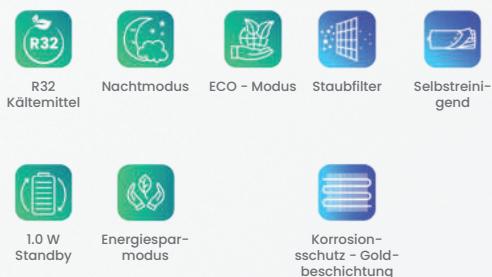 R32
R32
Kältemittel
Nachtmodus
ECO - Modus
Staubfilter
Selbstreini-
gend
1.0 W
Standby
Energiespar-
modus
Korrosion-
sschutz - Gold-
beschichtung